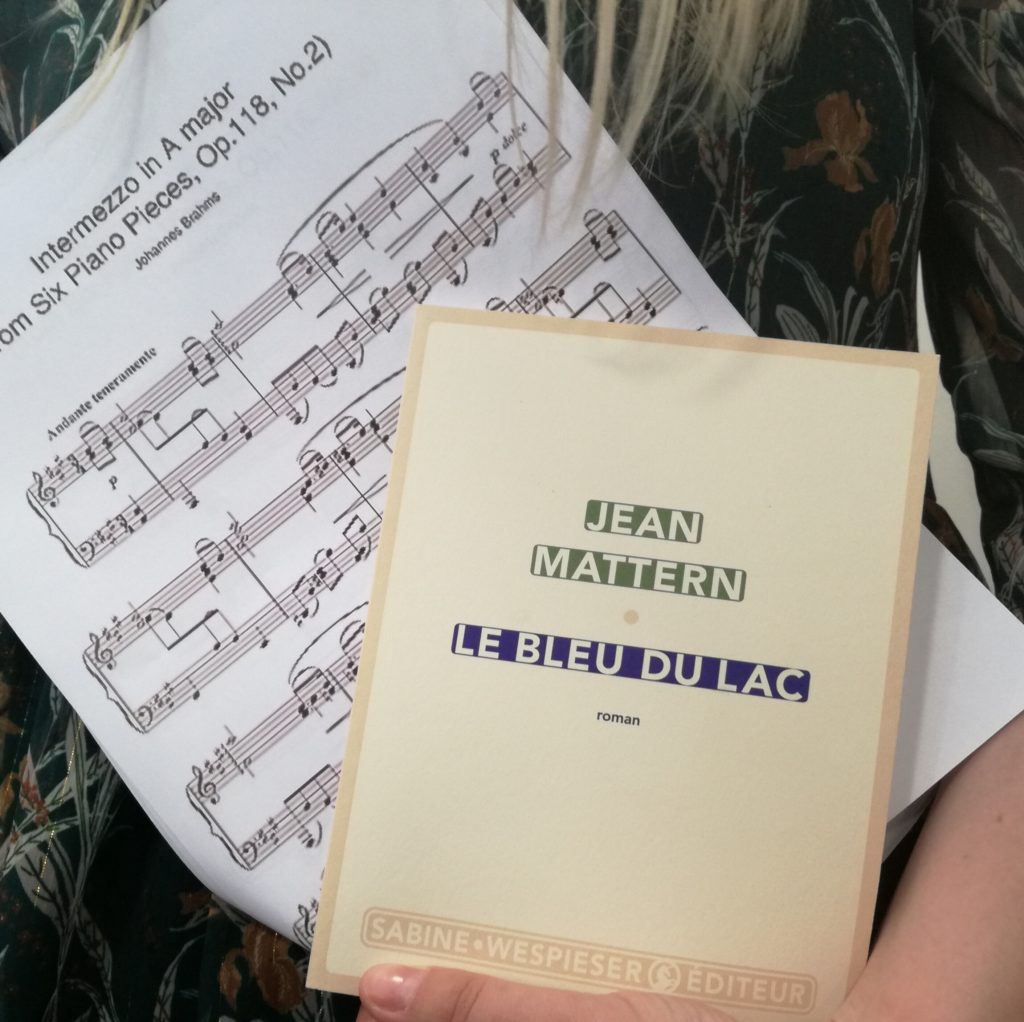 Intermezzo in A major
om Six Piano Pieces, Op.118, No.2)
Johannes Brahms
Andante teneramente
p
p dolce
JEAN
MATTERN
LE BLEU DU LAC
roman
SABINE • WESPIESER ÉDITEUR